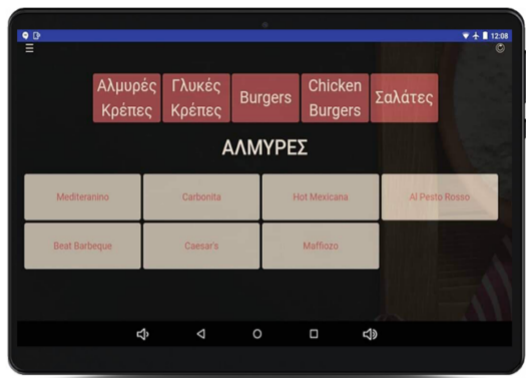 12:08
Αλμυρές
Κρέπες
Γλυκές
Κρέπες
Burgers
Chicken
Burgers
Σαλάτες
ΑΛΜΥΡΕΣ
Mediteranino
Carbonita
Hot Mexicana
Al Pesto Rosso
Beat Barbeque
Caesar's
Maffiozo